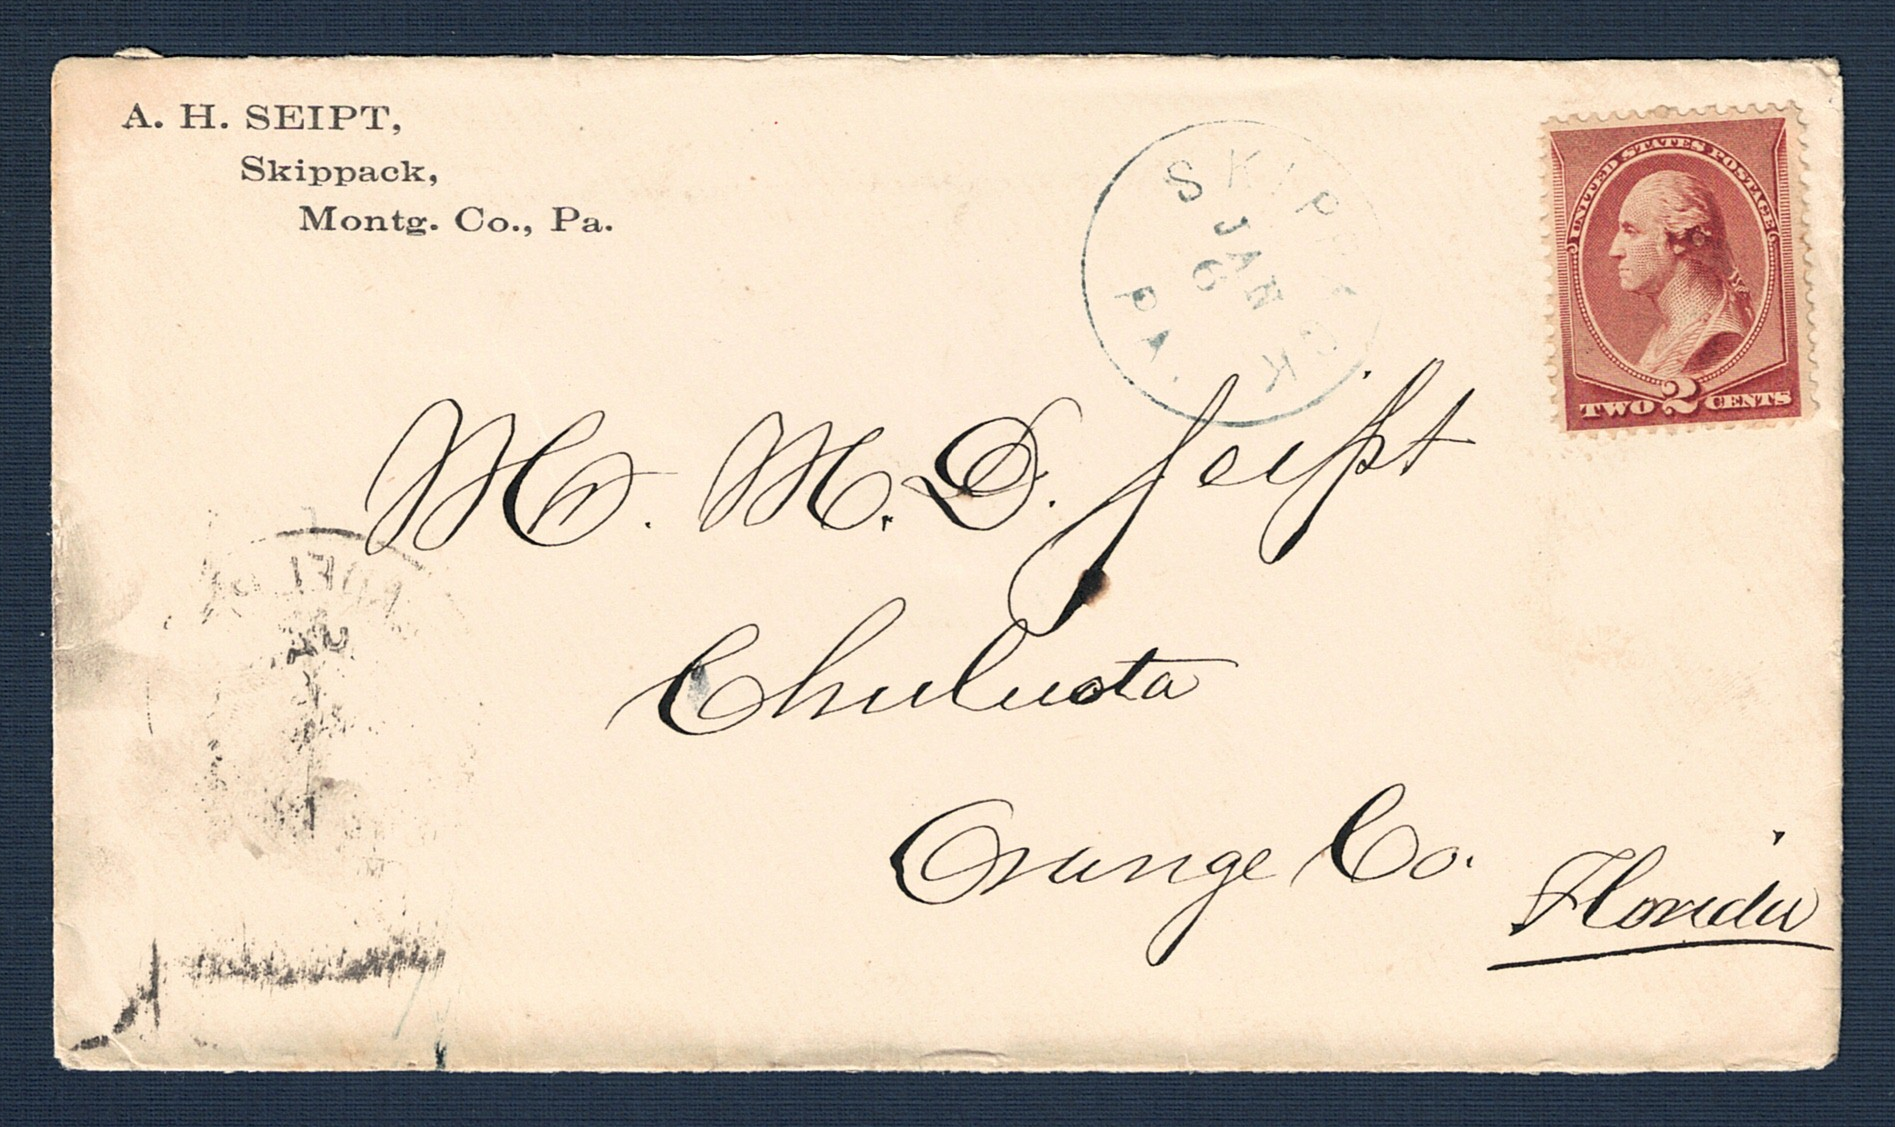 A. H. SEIPT,
Skippack,
Montg. Co., Pa.
SKIPPACK
JAN
6
PA.
UNITED STATES POSTAGE
TWO 2 CENTS
Mr. M. D. Seipt
Chuluota
Orange Co. Florida